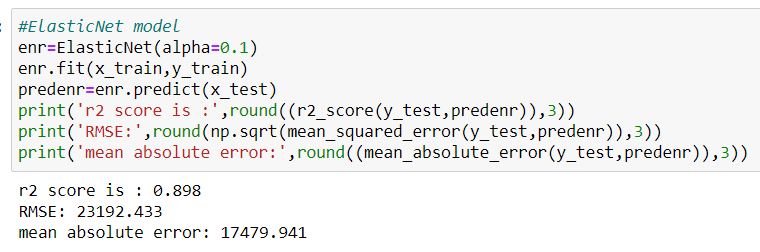 #ElasticNet model
enr=ElasticNet(alpha=0.1)
enr.fit(x_train,y_train)
predenr=enr.predict(x_test)
print('r2 score is :',round((r2_score(y_test,predenr)),3))
print('RMSE:',round(np.sqrt(mean_squared_error(y_test,predenr)),3))
print('mean absolute error:',round((mean_absolute_error(y_test,predenr)),3))
r2 score is : 0.898
RMSE: 23192.433
mean absolute error: 17479.941